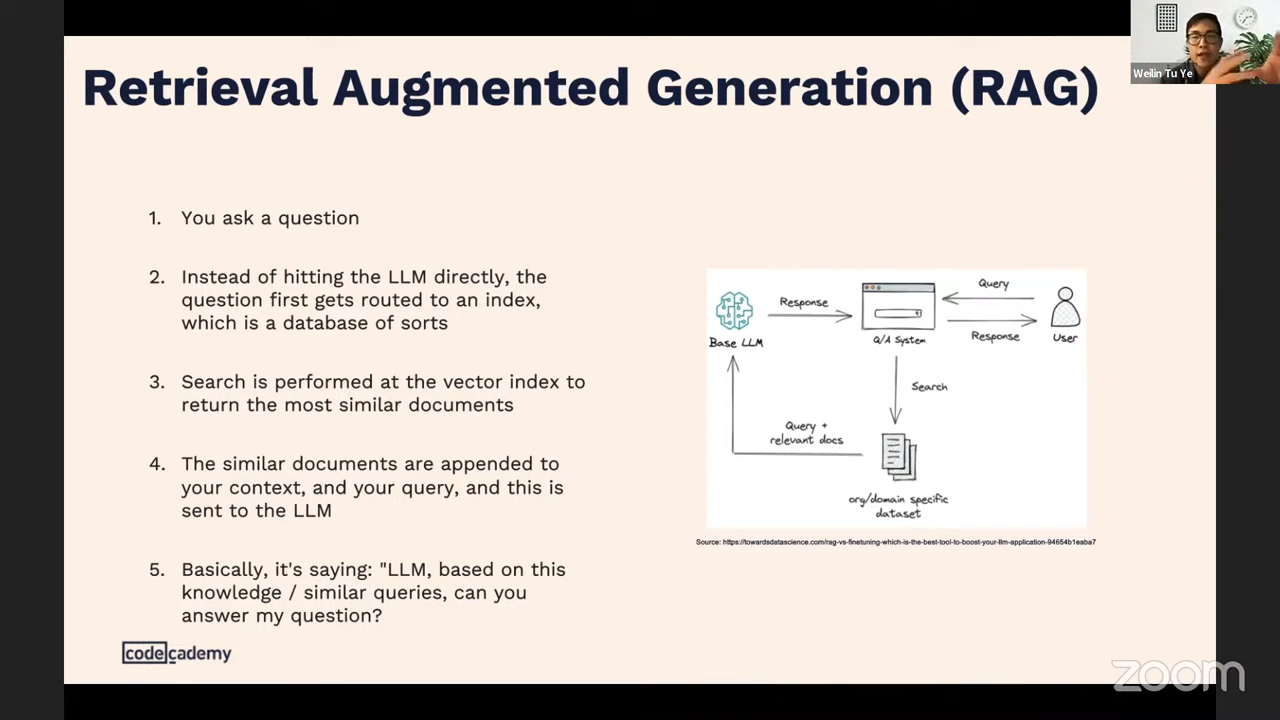 Retrieval Augmented Generation (RAG)
Weilin Tu Ye
1. You ask a question
2. Instead of hitting the LLM directly, the
question first gets routed to an index,
which is a database of sorts
3. Search is performed at the vector index to
return the most similar documents
4. The similar documents are appended to
your context, and your query, and this is
sent to the LLM
5. Basically, it's saying: "LLM, based on this
knowledge / similar queries, can you
answer my question?
Query
Response
Response
Base LLM
Q/A System
User
Search
Query +
relevant docs
org/domain specific
dataset
Source: https://towardsdatascience.com/rag-vs-finetuning-which-is-the-best-tool-to-boost-your-llm-application-94654b1eaba7
codecademy
zoom